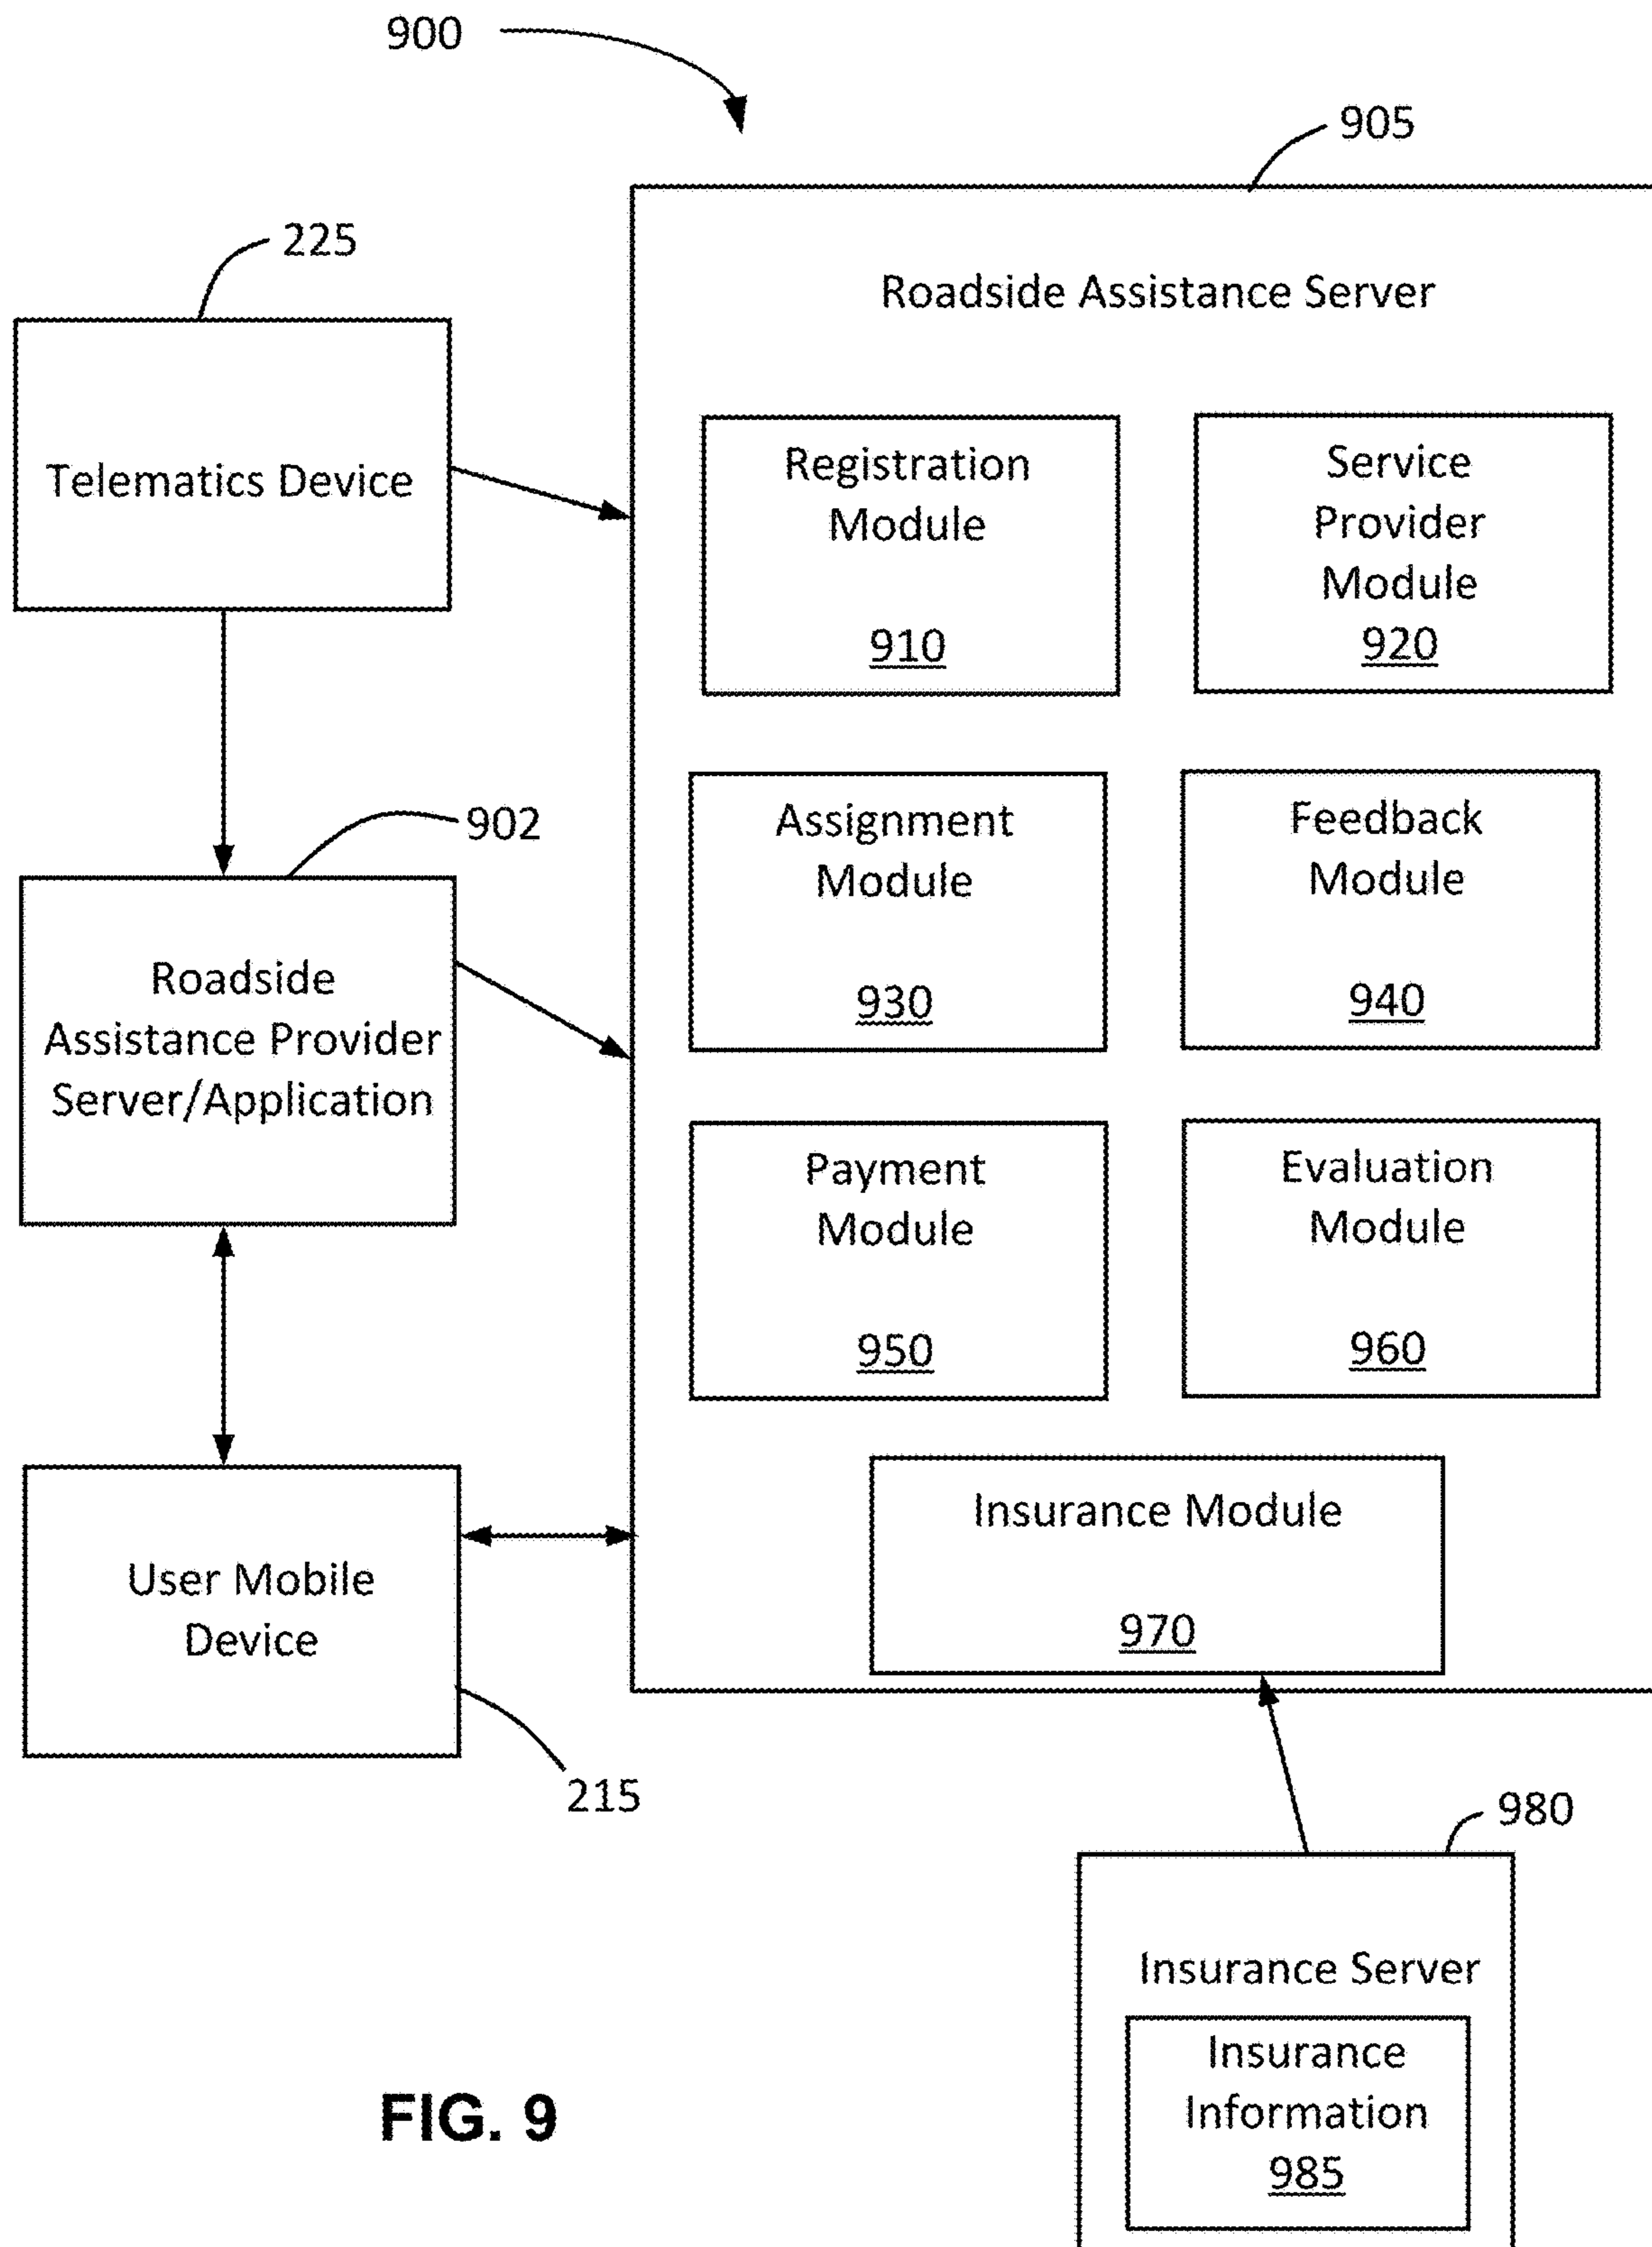 900
905
225
Roadside Assistance Server
Telematics Device
Registration
Module
910
Service
Provider
Module
920
902
Roadside
Assistance Provider
Server/Application
Assignment
Module
930
Feedback
Module
940
Payment
Module
950
Evaluation
Module
960
User Mobile
Device
215
Insurance Module
970
980
Insurance Server
Insurance
Information
985
FIG. 9